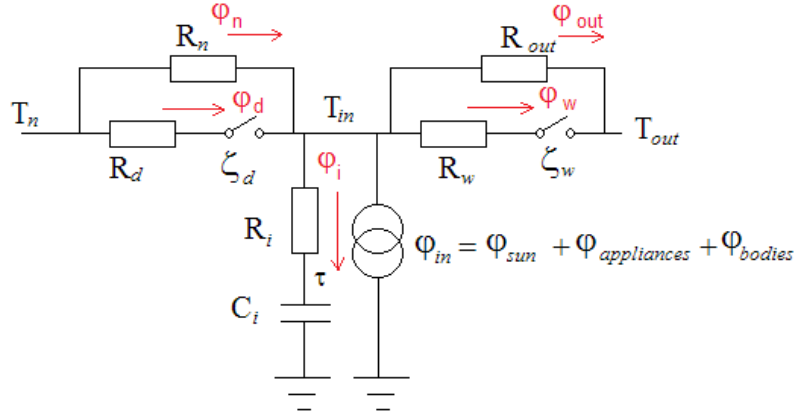 φn
φout
Rn
Rout
Tn
φd
Tin
φw
Tout
Rd
ζd
φi
Rw
ζw
Ri
φin = φsun + φappliances + φbodies
τ
Ci